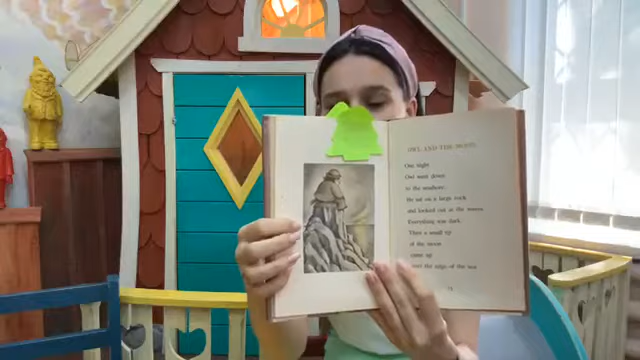 OWL AND THE MOON
One night
Owl went down
to the seashore.
He sat on a large rock
and looked out at the waves.
Everything was dark.
Then a small tip
of the moon
came up
over the edge of the sea.